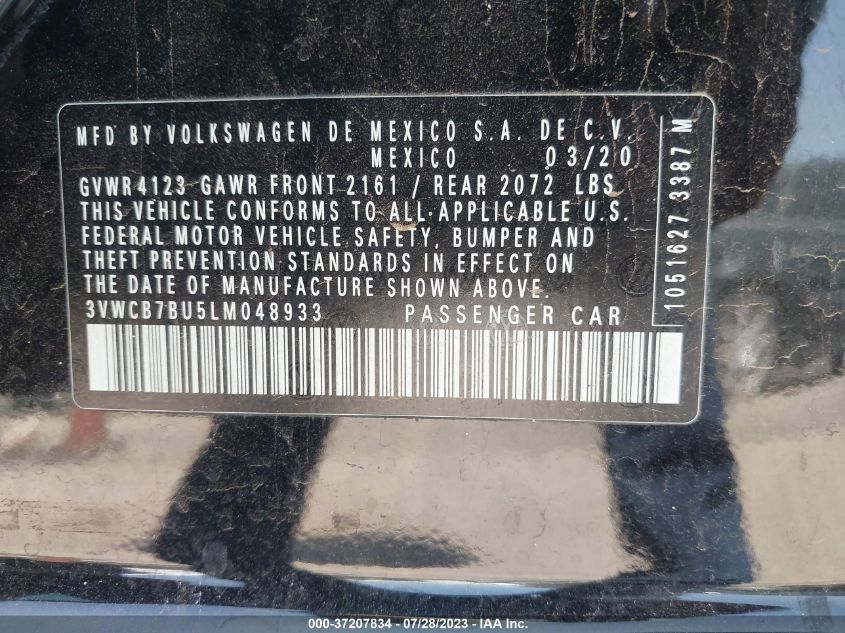 MFD BY VOLKSWAGEN DE MEXICO S.A. DE C.V.
MEXICO 03/20
GVWR 4123 GAWR FRONT 2161 / REAR 2072 LBS
THIS VEHICLE CONFORMS TO ALL APPLICABLE U.S.
FEDERAL MOTOR VEHICLE SAFETY, BUMPER AND
THEFT PREVENTION STANDARDS IN EFFECT ON
THE DATE OF MANUFACTURE SHOWN ABOVE.
3VWCB7BU5LM048933 PASSENGER CAR
1051627 3387 M
000-37207834 - 07/28/2023 - IAA Inc.